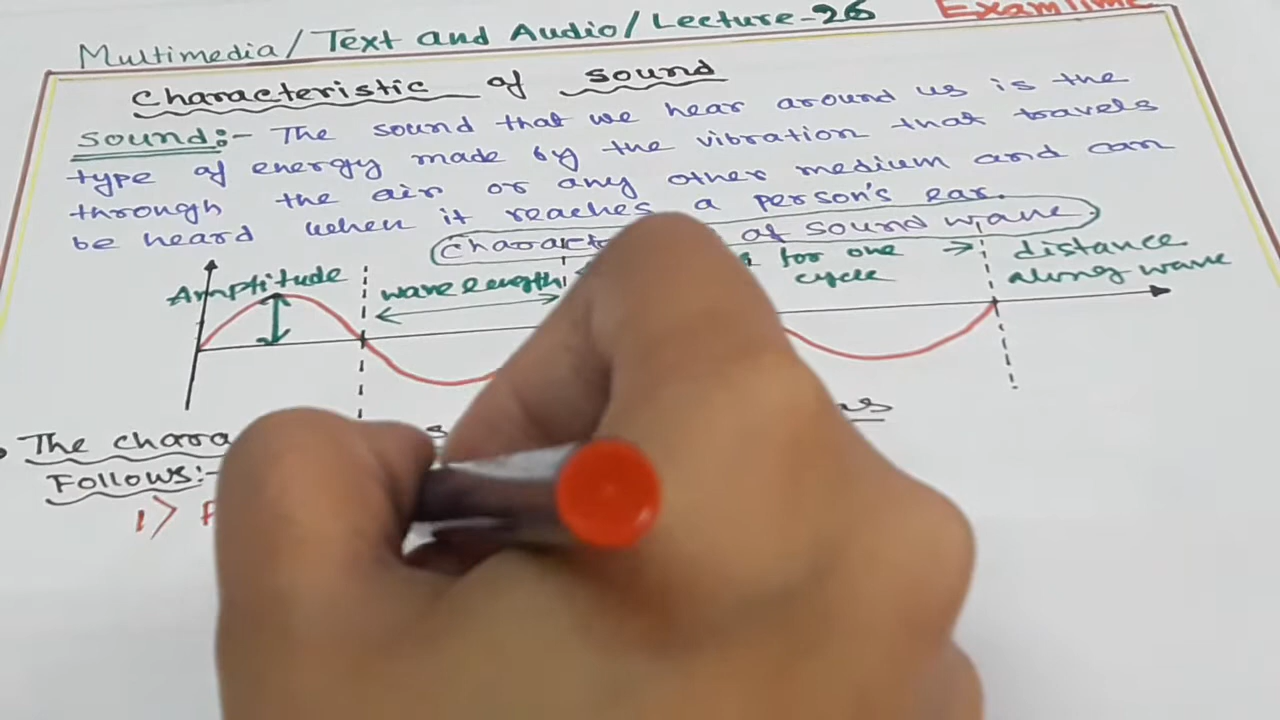 Multimedia/Text and Audio/Lecture-26 ExamTime
Characteristic of sound
Sound:- The sound that we hear around us is the
type of energy made by the vibration that travels
through the air or any other medium and can
be heard when it reaches a person's ear.
of sound wave
Amplitude
wavelength
for one
cycle
distance
along wave
The
Follows:-
1>